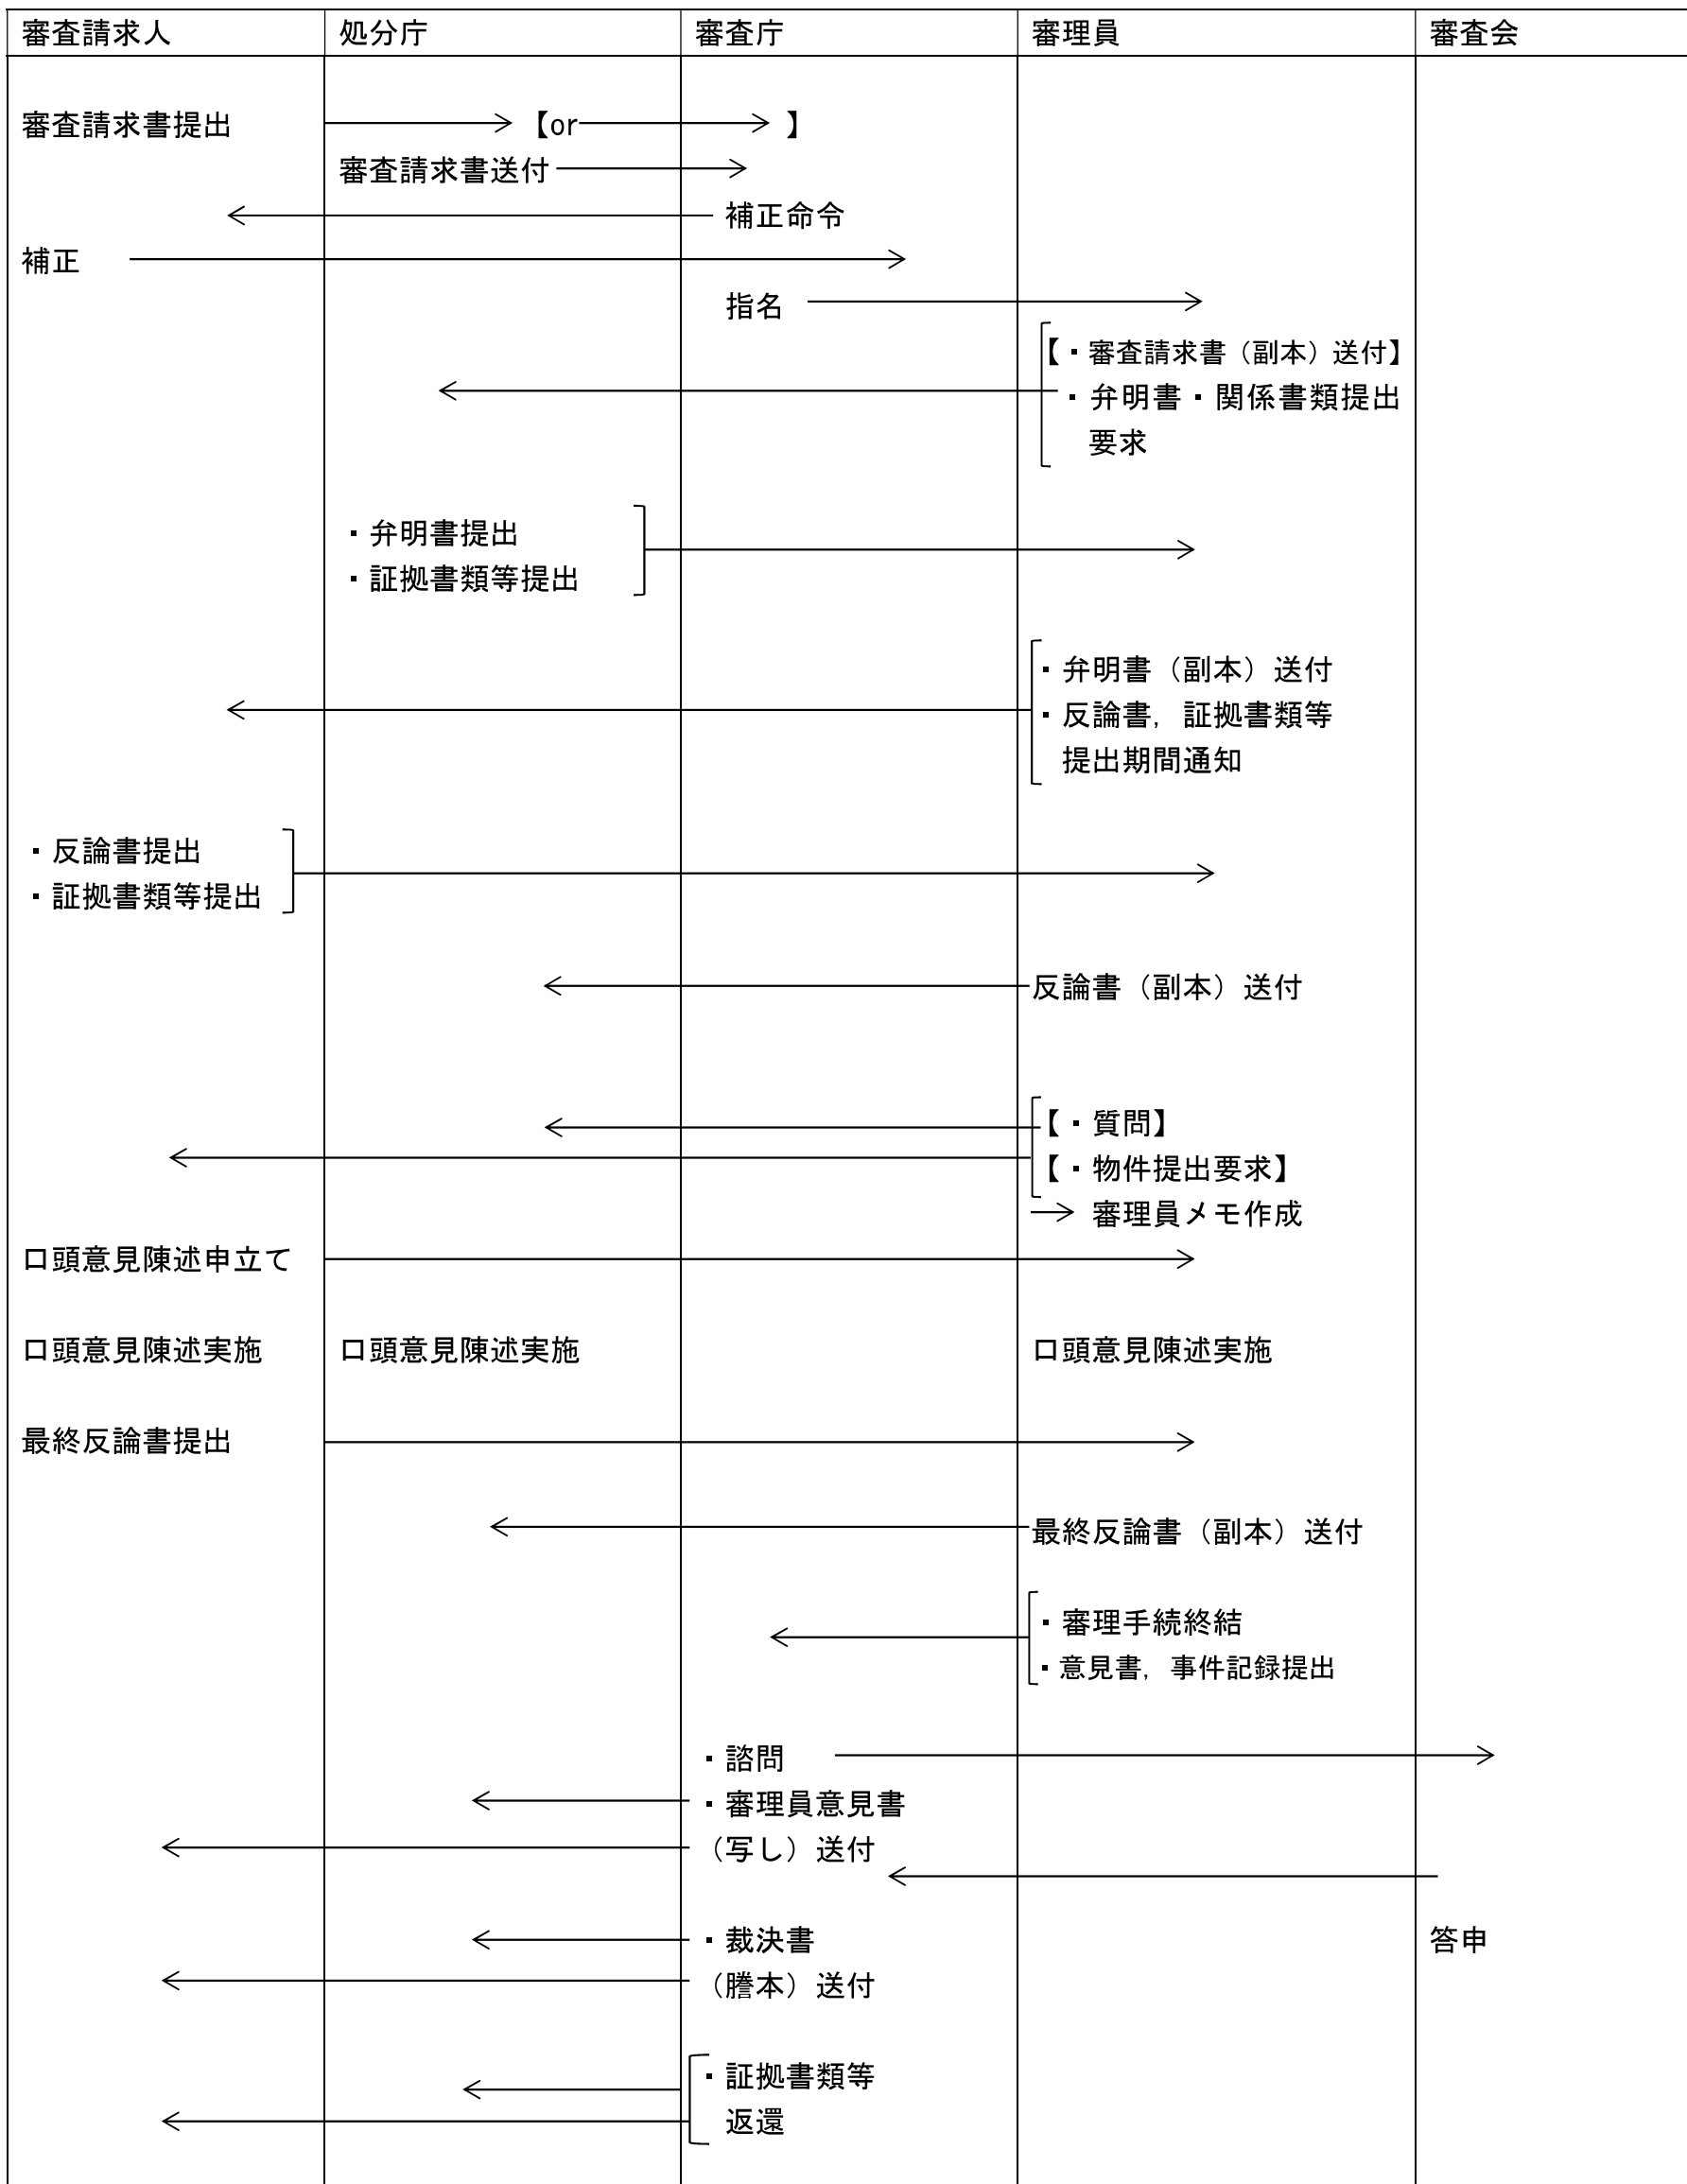 審査請求人 処分庁 審査庁 審理員 審査会
審査請求書提出 【or 】
審査請求書送付
補正命令
補正
指名
【・審査請求書（副本）送付】
・弁明書・関係書類提出
要求
・弁明書提出
・証拠書類等提出
・弁明書（副本）送付
・反論書，証拠書類等
提出期間通知
・反論書提出
・証拠書類等提出
反論書（副本）送付
【・質問】
【・物件提出要求】
審理員メモ作成
口頭意見陳述申立て
口頭意見陳述実施 口頭意見陳述実施 口頭意見陳述実施
最終反論書提出
最終反論書（副本）送付
・審理手続終結
・意見書，事件記録提出
・諮問
・審理員意見書
（写し）送付
・裁決書 答申
（謄本）送付
・証拠書類等
返還